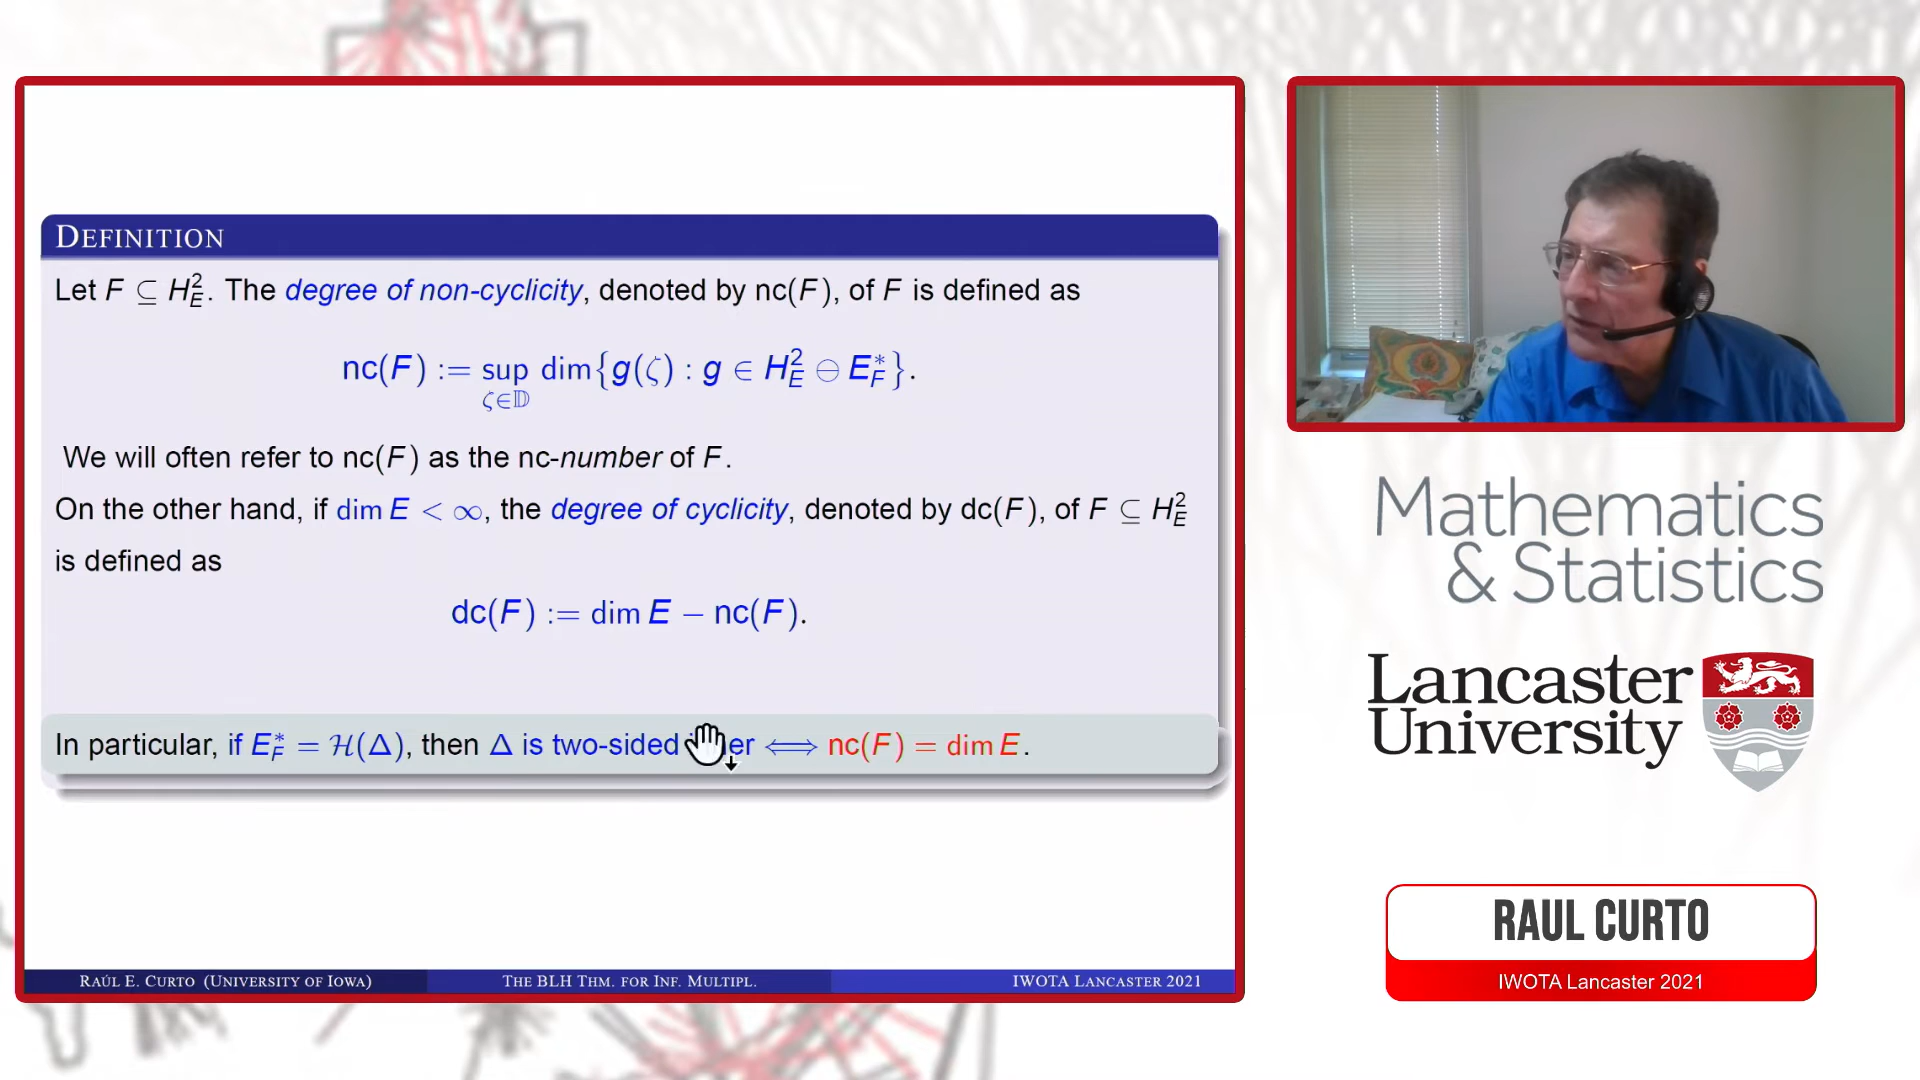 DEFINITION
Let F ⊆ H²_E. The degree of non-cyclicity, denoted by nc(F), of F is defined as
nc(F) := sup_{ζ∈𝔻} dim{g(ζ) : g ∈ H²_E ⊖ E*_F}.
We will often refer to nc(F) as the nc-number of F.
On the other hand, if dim E < ∞, the degree of cyclicity, denoted by dc(F), of F ⊆ H²_E
is defined as
dc(F) := dim E − nc(F).
In particular, if E*_F = ℋ(Δ), then Δ is two-sided er ⟺ nc(F) = dim E.
RAÚL E. CURTO (UNIVERSITY OF IOWA)
THE BLH THM. FOR INF. MULTIPL.
IWOTA LANCASTER 2021
Mathematics
& Statistics
Lancaster
University
RAUL CURTO
IWOTA Lancaster 2021